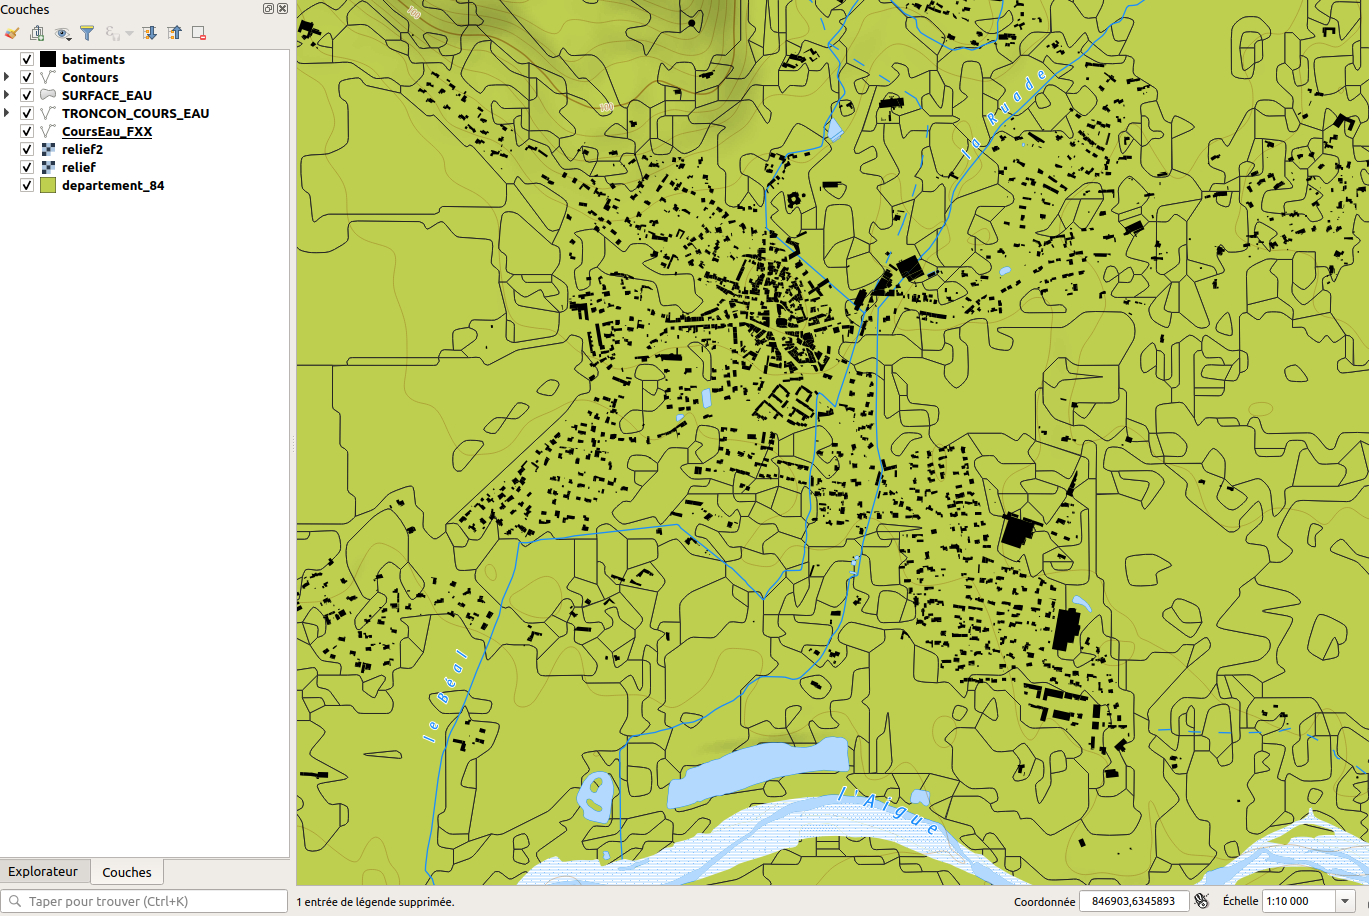 Couches
batiments
Contours
SURFACE_EAU
TRONCON_COURS_EAU
CoursEau_FXX
relief2
relief
departement_84
Explorateur
Couches
Taper pour trouver (Ctrl+K)
300
100
la Ruade
le Béal
l'Aigue
1 entrée de légende supprimée.
Coordonnée
846903,6345893
Échelle
1:10 000